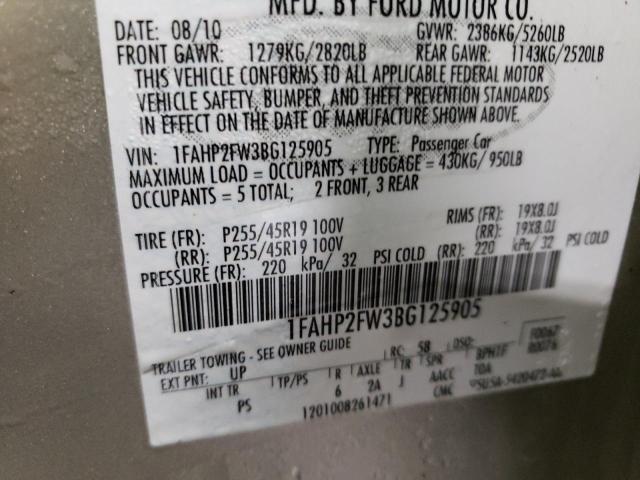 MFD. BY FORD MOTOR CO.
DATE: 08/10 GVWR: 2386KG/5260LB
FRONT GAWR: 1279KG/2820LB REAR GAWR: 1143KG/2520LB
THIS VEHICLE CONFORMS TO ALL APPLICABLE FEDERAL MOTOR
VEHICLE SAFETY, BUMPER, AND THEFT PREVENTION STANDARDS
IN EFFECT ON THE DATE OF MANUFACTURE SHOWN ABOVE.
VIN: 1FAHP2FW3BG125905 TYPE: Passenger Car
MAXIMUM LOAD = OCCUPANTS + LUGGAGE = 430KG/ 950LB
OCCUPANTS = 5 TOTAL; 2 FRONT, 3 REAR
TIRE (FR): P255/45R19 100V RIMS (FR): 19X8.0J
(RR): P255/45R19 100V (RR): 19X8.0J
PRESSURE (FR): 220 kPa/ 32 PSI COLD (RR): 220 kPa/ 32 PSI COLD
1FAHP2FW3BG125905
TRAILER TOWING - SEE OWNER GUIDE
RC: 58 DSO:
EXT PNT: UP
INT TR TP/PS R AXLE TR SPR
PS 6 2A J AACC TOA
CMC
1201008261471